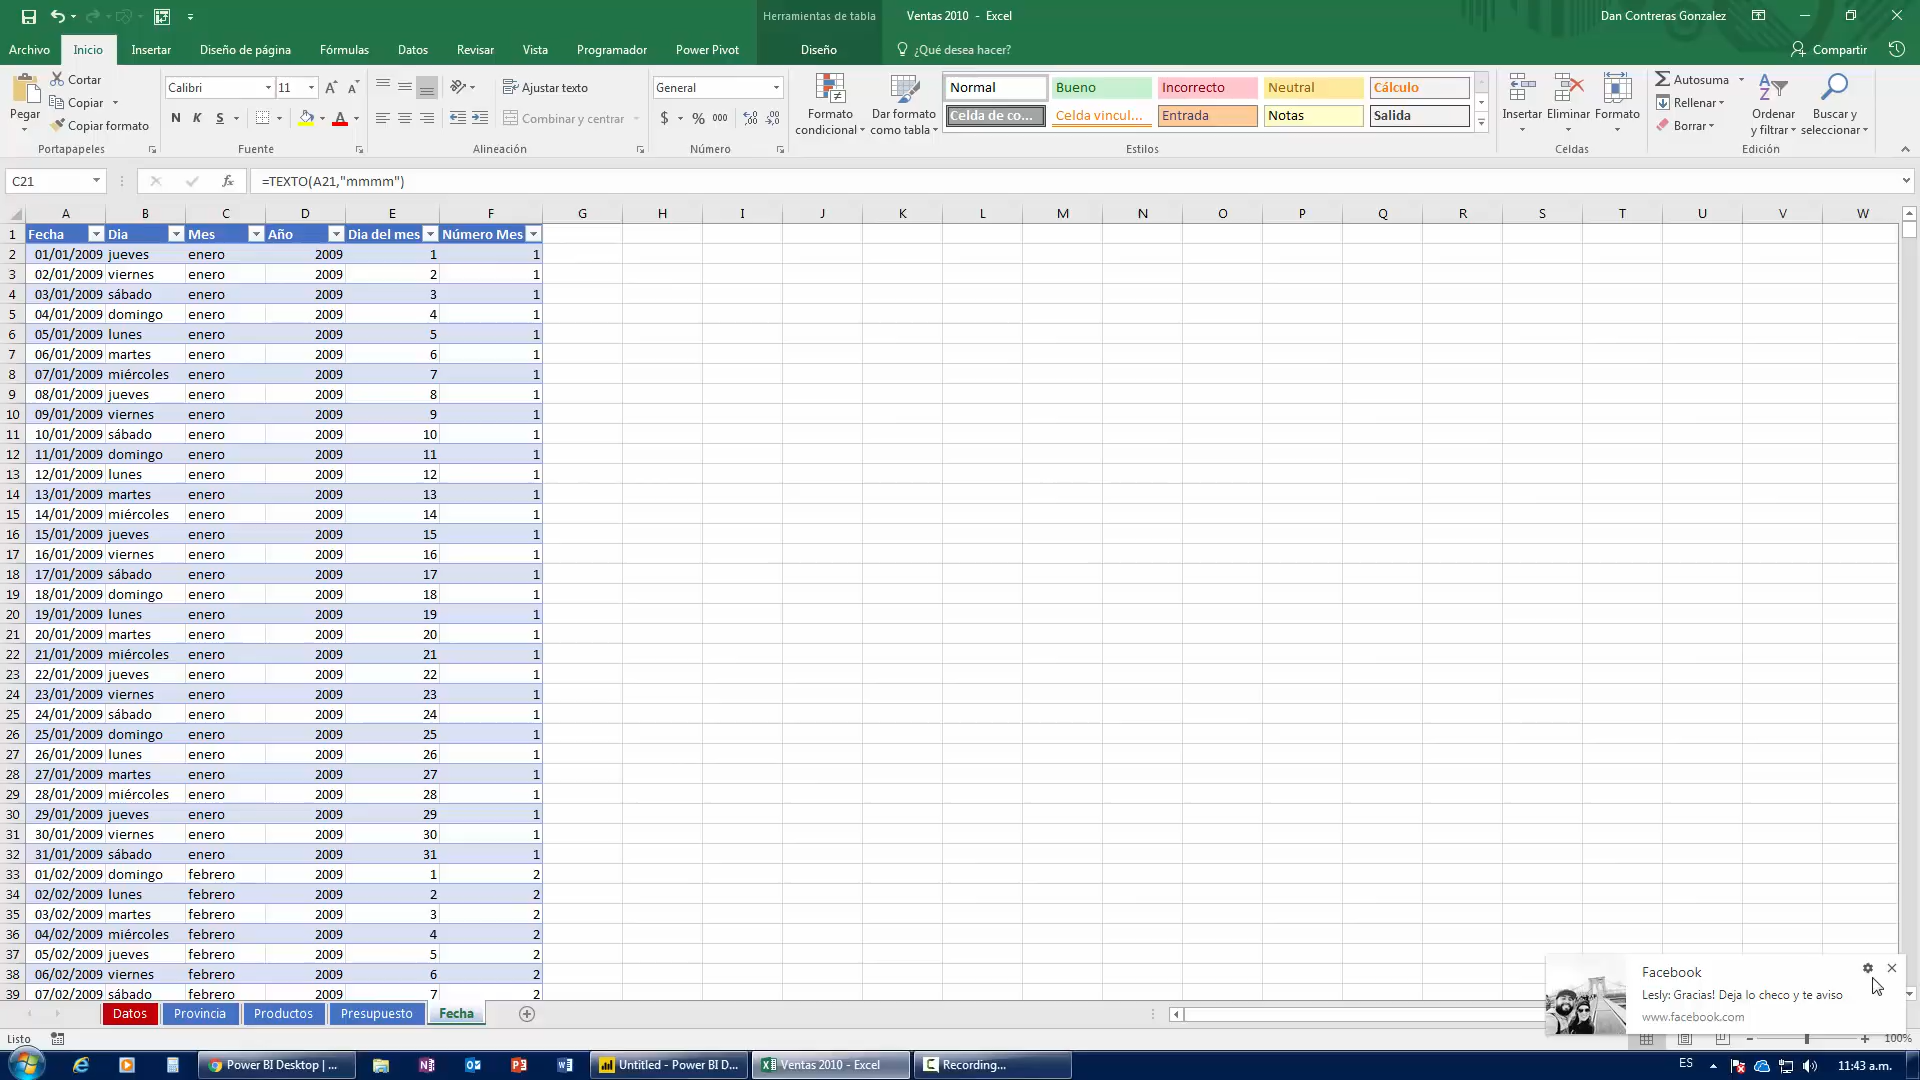 Herramientas de tabla Ventas 2010 - Excel Dan Contreras Gonzalez
Archivo Inicio Insertar Diseño de página Fórmulas Datos Revisar Vista Programador Power Pivot Diseño ¿Qué desea hacer? Compartir
Cortar
Copiar
Copiar formato
Pegar
Portapapeles
Calibri 11
N K S
Fuente
Ajustar texto
Combinar y centrar
Alineación
General
$ % 000
Número
Formato condicional
Dar formato como tabla
Normal Bueno Incorrecto Neutral Cálculo
Celda de co... Celda vincul... Entrada Notas Salida
Estilos
Insertar Eliminar Formato
Celdas
Autosuma
Rellenar
Borrar
Ordenar y filtrar
Buscar y seleccionar
Edición
C21 fx =TEXTO(A21,"mmmm")
A B C D E F G H I J K L M N O P Q R S T U V W
1 Fecha Dia Mes Año Dia del mes Número Mes
2 01/01/2009 jueves enero 2009 1 1
3 02/01/2009 viernes enero 2009 2 1
4 03/01/2009 sábado enero 2009 3 1
5 04/01/2009 domingo enero 2009 4 1
6 05/01/2009 lunes enero 2009 5 1
7 06/01/2009 martes enero 2009 6 1
8 07/01/2009 miércoles enero 2009 7 1
9 08/01/2009 jueves enero 2009 8 1
10 09/01/2009 viernes enero 2009 9 1
11 10/01/2009 sábado enero 2009 10 1
12 11/01/2009 domingo enero 2009 11 1
13 12/01/2009 lunes enero 2009 12 1
14 13/01/2009 martes enero 2009 13 1
15 14/01/2009 miércoles enero 2009 14 1
16 15/01/2009 jueves enero 2009 15 1
17 16/01/2009 viernes enero 2009 16 1
18 17/01/2009 sábado enero 2009 17 1
19 18/01/2009 domingo enero 2009 18 1
20 19/01/2009 lunes enero 2009 19 1
21 20/01/2009 martes enero 2009 20 1
22 21/01/2009 miércoles enero 2009 21 1
23 22/01/2009 jueves enero 2009 22 1
24 23/01/2009 viernes enero 2009 23 1
25 24/01/2009 sábado enero 2009 24 1
26 25/01/2009 domingo enero 2009 25 1
27 26/01/2009 lunes enero 2009 26 1
28 27/01/2009 martes enero 2009 27 1
29 28/01/2009 miércoles enero 2009 28 1
30 29/01/2009 jueves enero 2009 29 1
31 30/01/2009 viernes enero 2009 30 1
32 31/01/2009 sábado enero 2009 31 1
33 01/02/2009 domingo febrero 2009 1 2
34 02/02/2009 lunes febrero 2009 2 2
35 03/02/2009 martes febrero 2009 3 2
36 04/02/2009 miércoles febrero 2009 4 2
37 05/02/2009 jueves febrero 2009 5 2
38 06/02/2009 viernes febrero 2009 6 2
39 07/02/2009 sábado febrero 2009 7 2
Facebook
Lesly: Gracias! Deja lo checo y te aviso
www.facebook.com
Datos Provincia Productos Presupuesto Fecha
Listo 100%
Power BI Desktop | ... Untitled - Power BI D... Ventas 2010 - Excel Recording... ES 11:43 a.m.